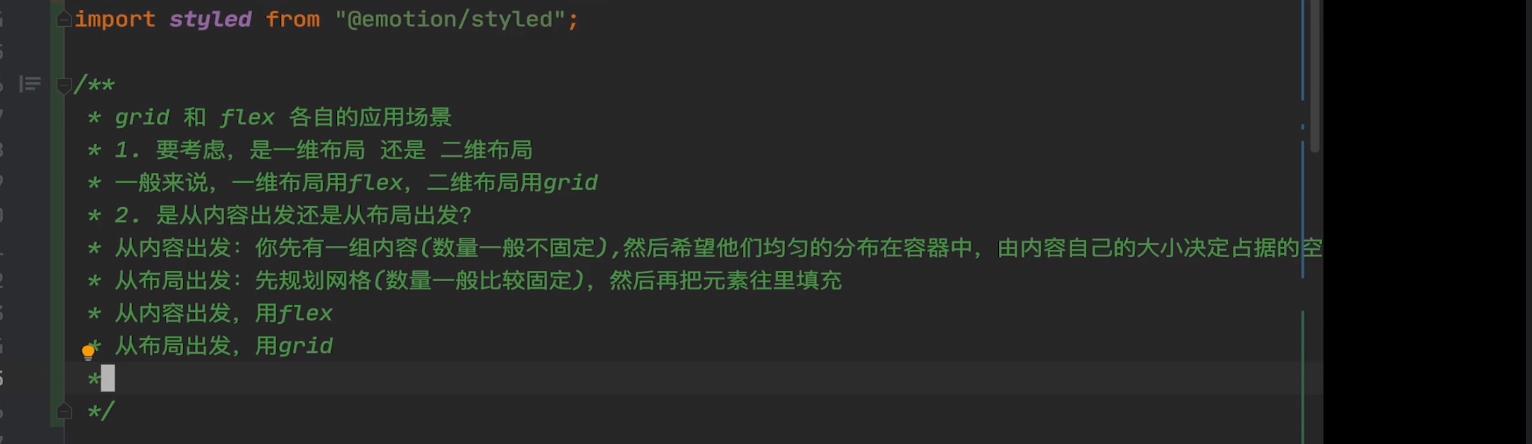 import styled from "@emotion/styled";
/**
* grid 和 flex 各自的应用场景
* 1. 要考虑，是一维布局 还是 二维布局
* 一般来说，一维布局用flex，二维布局用grid
* 2. 是从内容出发还是从布局出发？
* 从内容出发：你先有一组内容(数量一般不固定),然后希望他们均匀的分布在容器中，由内容自己的大小决定占据的空
* 从布局出发：先规划网格(数量一般比较固定)，然后再把元素往里填充
* 从内容出发，用flex
* 从布局出发，用grid
*
*/